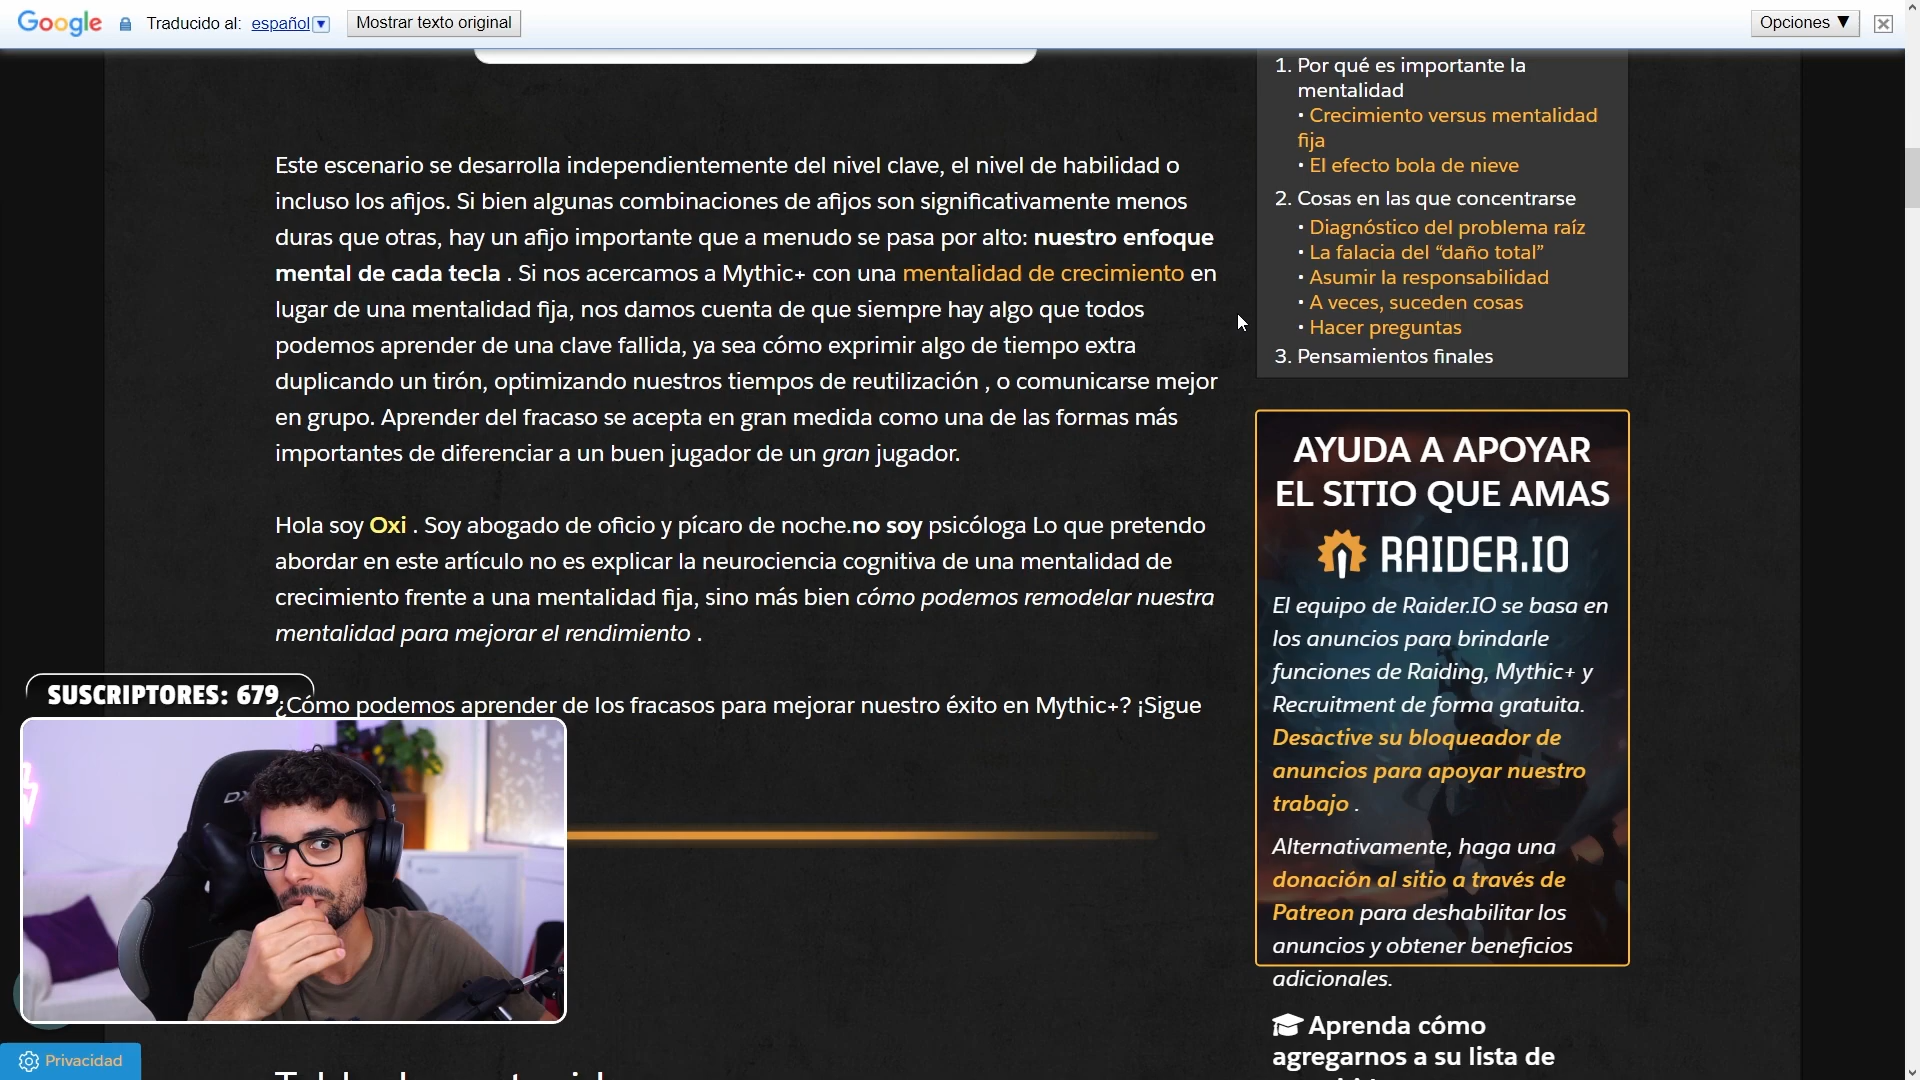 Google Traducido al: español Mostrar texto original Opciones ▼
Este escenario se desarrolla independientemente del nivel clave, el nivel de habilidad o
incluso los afijos. Si bien algunas combinaciones de afijos son significativamente menos
duras que otras, hay un afijo importante que a menudo se pasa por alto: nuestro enfoque
mental de cada tecla . Si nos acercamos a Mythic+ con una mentalidad de crecimiento en
lugar de una mentalidad fija, nos damos cuenta de que siempre hay algo que todos
podemos aprender de una clave fallida, ya sea cómo exprimir algo de tiempo extra
duplicando un tirón, optimizando nuestros tiempos de reutilización , o comunicarse mejor
en grupo. Aprender del fracaso se acepta en gran medida como una de las formas más
importantes de diferenciar a un buen jugador de un gran jugador.
Hola soy Oxi . Soy abogado de oficio y pícaro de noche.no soy psicóloga Lo que pretendo
abordar en este artículo no es explicar la neurociencia cognitiva de una mentalidad de
crecimiento frente a una mentalidad fija, sino más bien cómo podemos remodelar nuestra
mentalidad para mejorar el rendimiento .
SUSCRIPTORES: 679
¿Cómo podemos aprender de los fracasos para mejorar nuestro éxito en Mythic+? ¡Sigue
Privacidad
1. Por qué es importante la
mentalidad
• Crecimiento versus mentalidad
fija
• El efecto bola de nieve
2. Cosas en las que concentrarse
• Diagnóstico del problema raíz
• La falacia del “daño total”
• Asumir la responsabilidad
• A veces, suceden cosas
• Hacer preguntas
3. Pensamientos finales
AYUDA A APOYAR
EL SITIO QUE AMAS
RAIDER.IO
El equipo de Raider.IO se basa en
los anuncios para brindarle
funciones de Raiding, Mythic+ y
Recruitment de forma gratuita.
Desactive su bloqueador de
anuncios para apoyar nuestro
trabajo .
Alternativamente, haga una
donación al sitio a través de
Patreon para deshabilitar los
anuncios y obtener beneficios
adicionales.
Aprenda cómo
agregarnos a su lista de